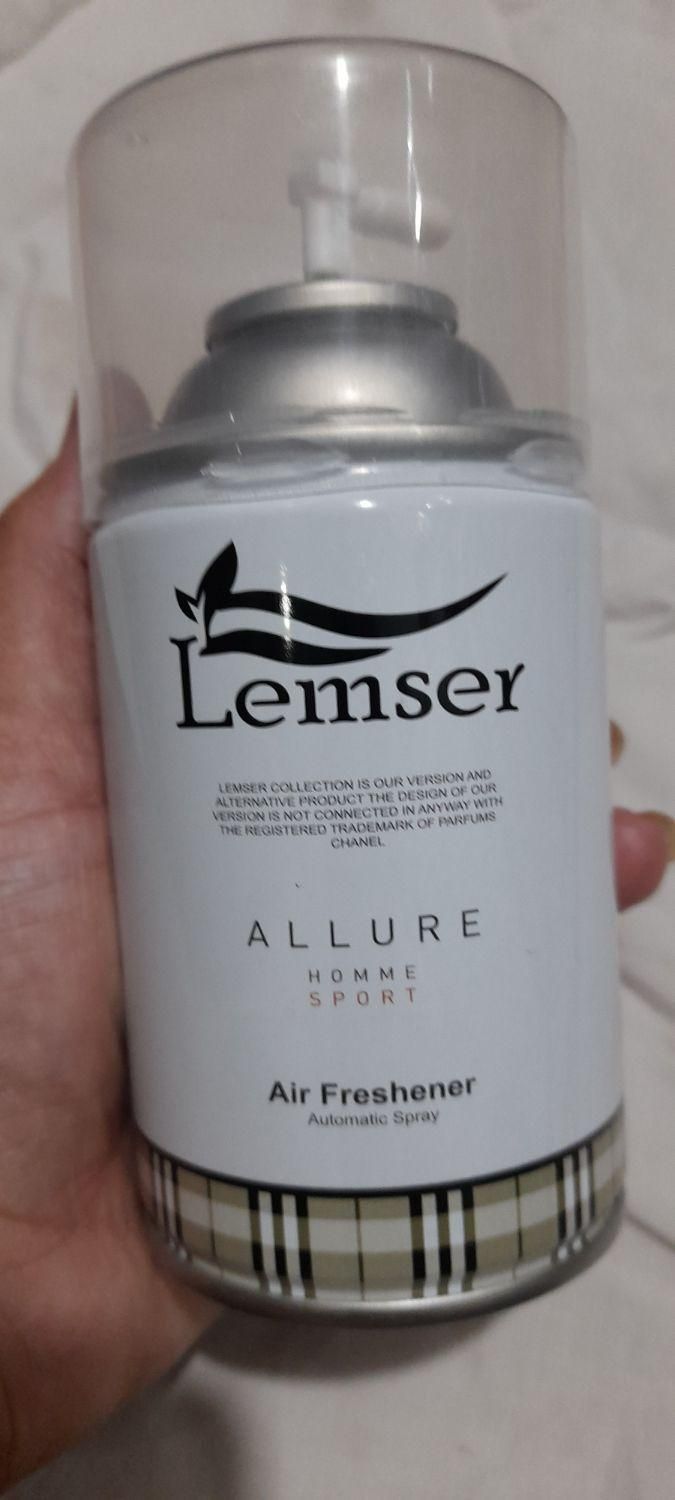 Lemser
LEMSER COLLECTION IS OUR VERSION AND
ALTERNATIVE PRODUCT THE DESIGN OF OUR
VERSION IS NOT CONNECTED IN ANYWAY WITH
THE REGISTERED TRADEMARK OF PARFUMS
CHANEL
ALLURE
HOMME
SPORT
Air Freshener
Automatic Spray